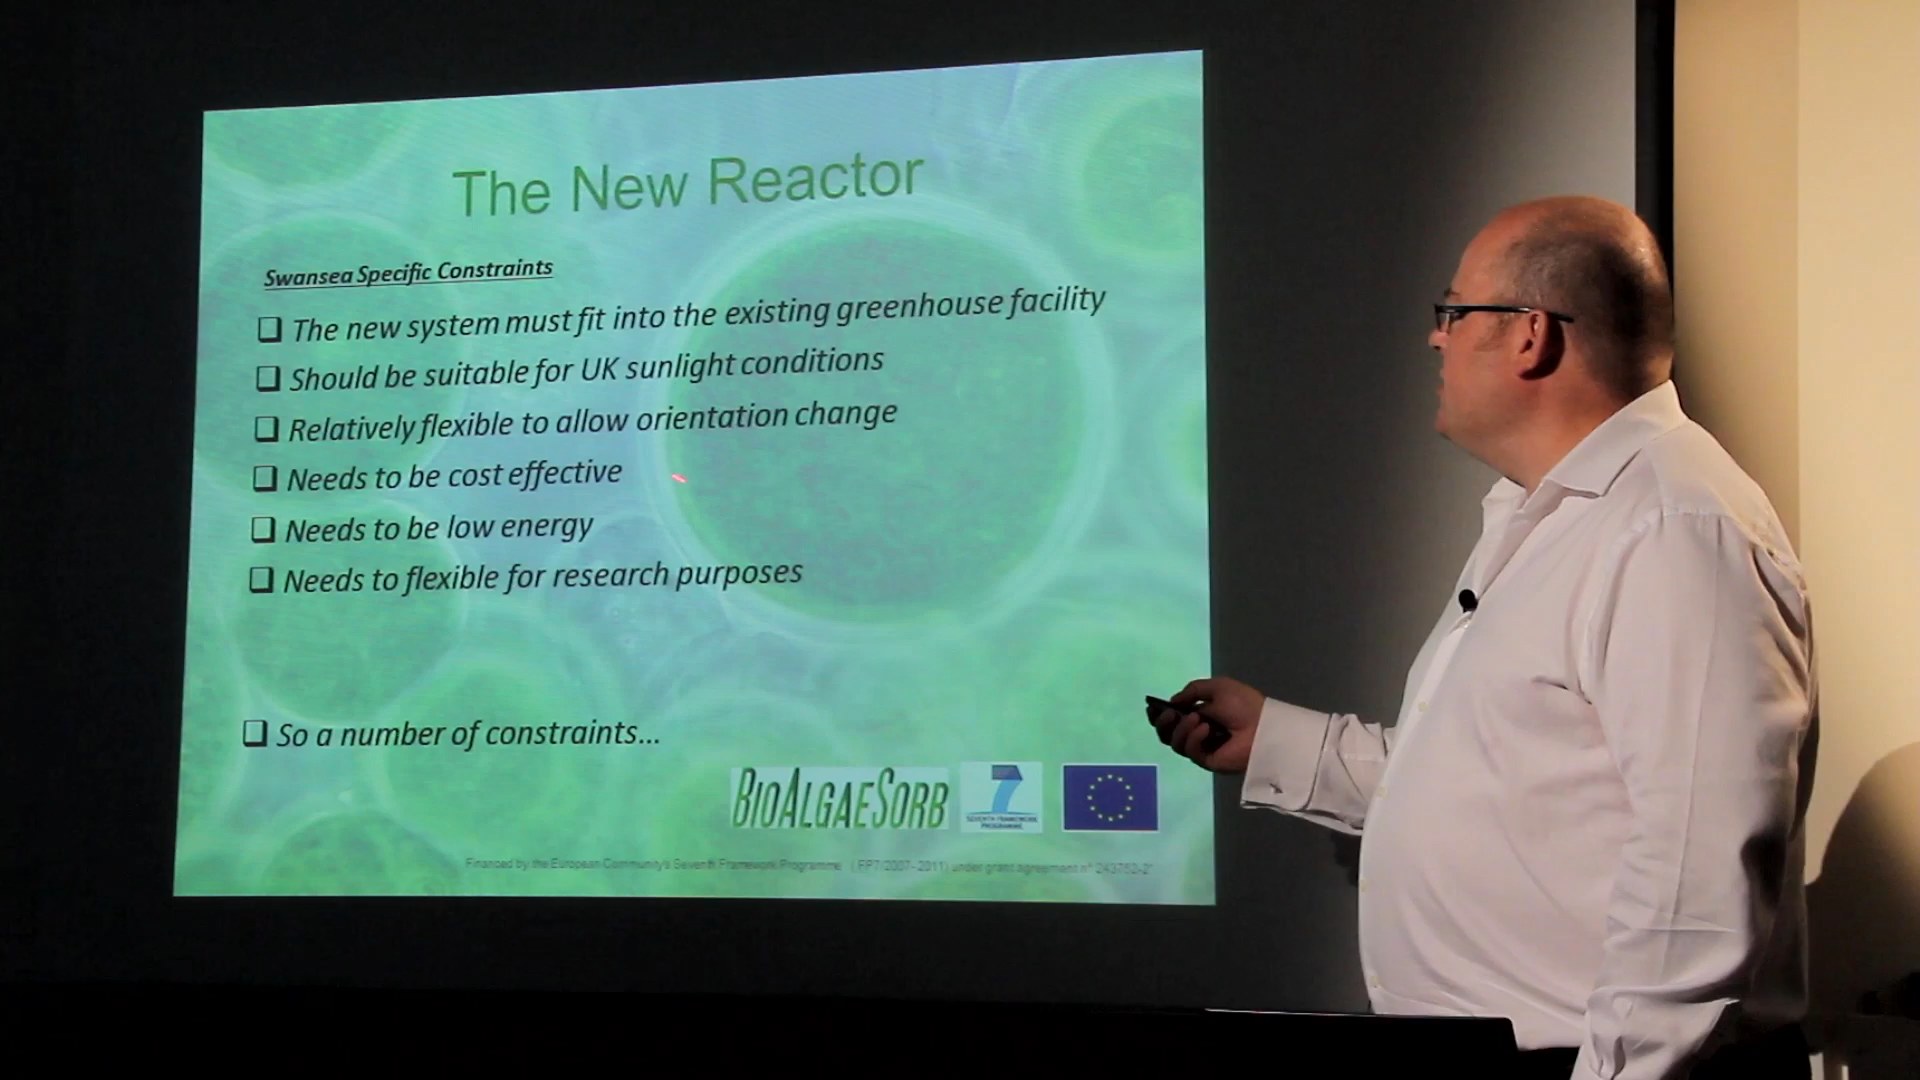 The New Reactor
Swansea Specific Constraints
❑ The new system must fit into the existing greenhouse facility
❑ Should be suitable for UK sunlight conditions
❑ Relatively flexible to allow orientation change
❑ Needs to be cost effective
❑ Needs to be low energy
❑ Needs to flexible for research purposes
❑ So a number of constraints...
BIOALGAESORB
7
SEVENTH FRAMEWORK
PROGRAMME
Financed by the European Community's Seventh Framework Programme (FP7/2007-2011) under grant agreement n°